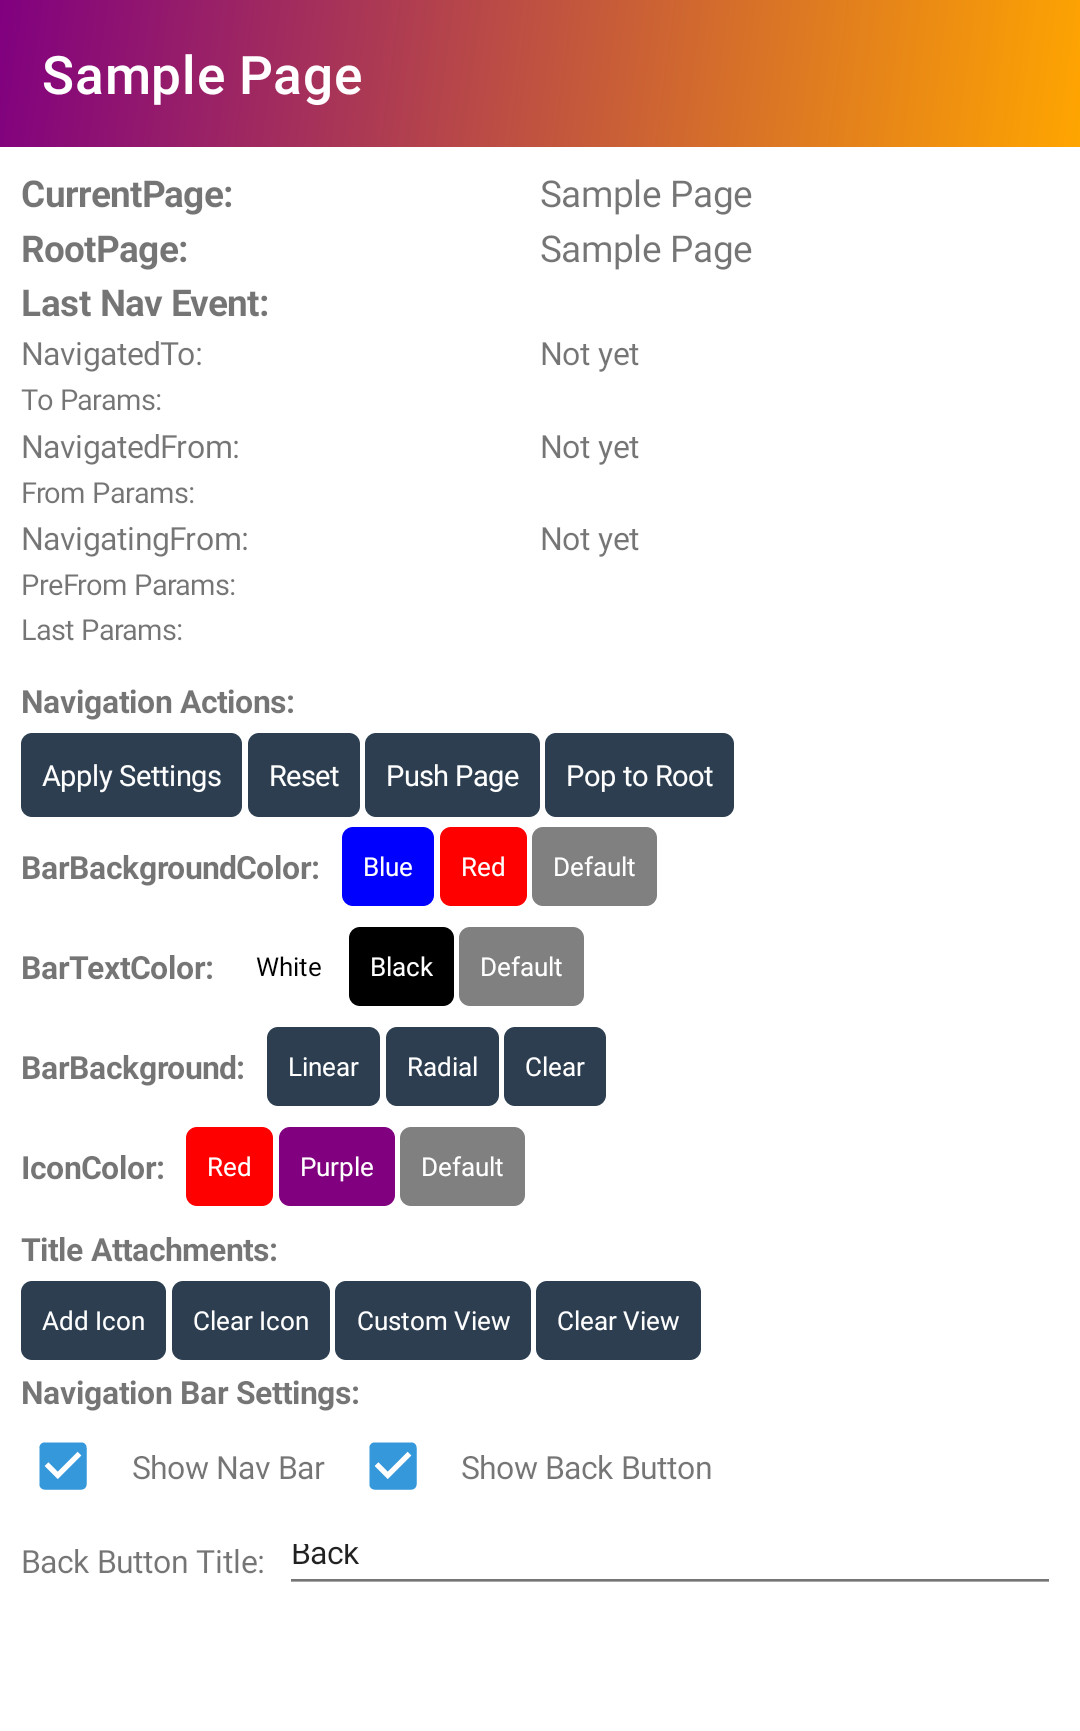 Sample Page
CurrentPage: Sample Page
RootPage: Sample Page
Last Nav Event:
NavigatedTo: Not yet
To Params:
NavigatedFrom: Not yet
From Params:
NavigatingFrom: Not yet
PreFrom Params:
Last Params:
Navigation Actions:
Apply Settings Reset Push Page Pop to Root
BarBackgroundColor: Blue Red Default
BarTextColor: White Black Default
BarBackground: Linear Radial Clear
IconColor: Red Purple Default
Title Attachments:
Add Icon Clear Icon Custom View Clear View
Navigation Bar Settings:
Show Nav Bar Show Back Button
Back Button Title: Back